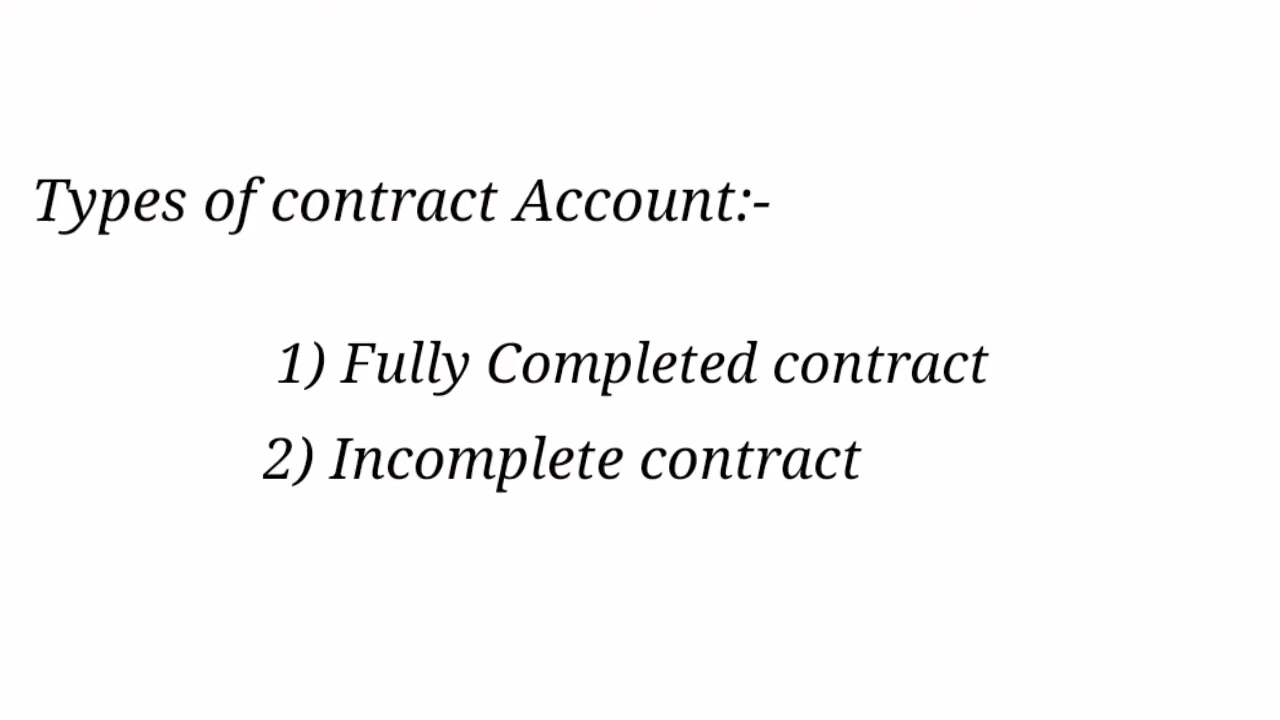 Types of contract Account:-
1) Fully Completed contract
2) Incomplete contract